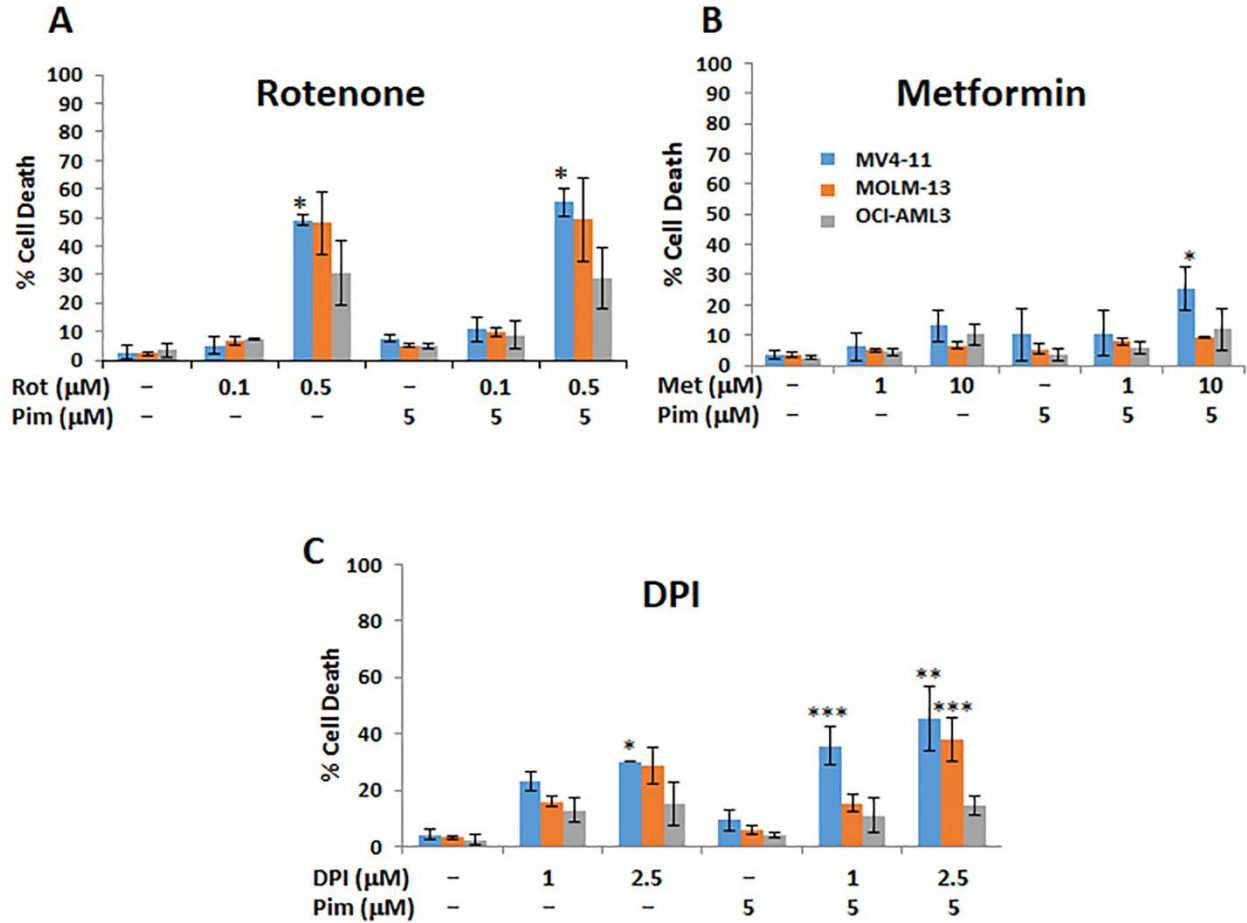 A
Rotenone
% Cell Death
100
90
80
70
60
50
40
30
20
10
0
*
*
Rot (µM) – 0.1 0.5 – 0.1 0.5
Pim (µM) – – – 5 5 5
B
Metformin
% Cell Death
100
90
80
70
60
50
40
30
20
10
0
MV4-11
MOLM-13
OCI-AML3
*
Met (µM) – 1 10 – 1 10
Pim (µM) – – – 5 5 5
C
DPI
% Cell Death
100
80
60
40
20
0
*
***
**
***
DPI (µM) – 1 2.5 – 1 2.5
Pim (µM) – – – 5 5 5